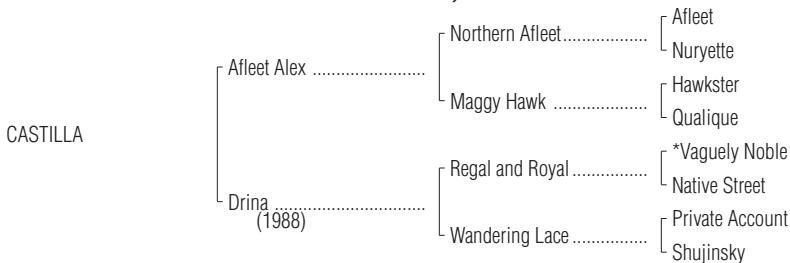 Afleet
Northern Afleet.................
Nuryette
Afleet Alex .........................
Hawkster
Maggy Hawk ....................
Qualique
CASTILLA
*Vaguely Noble
Regal and Royal ................
Native Street
Drina .................................
(1988)
Private Account
Wandering Lace ................
Shujinsky